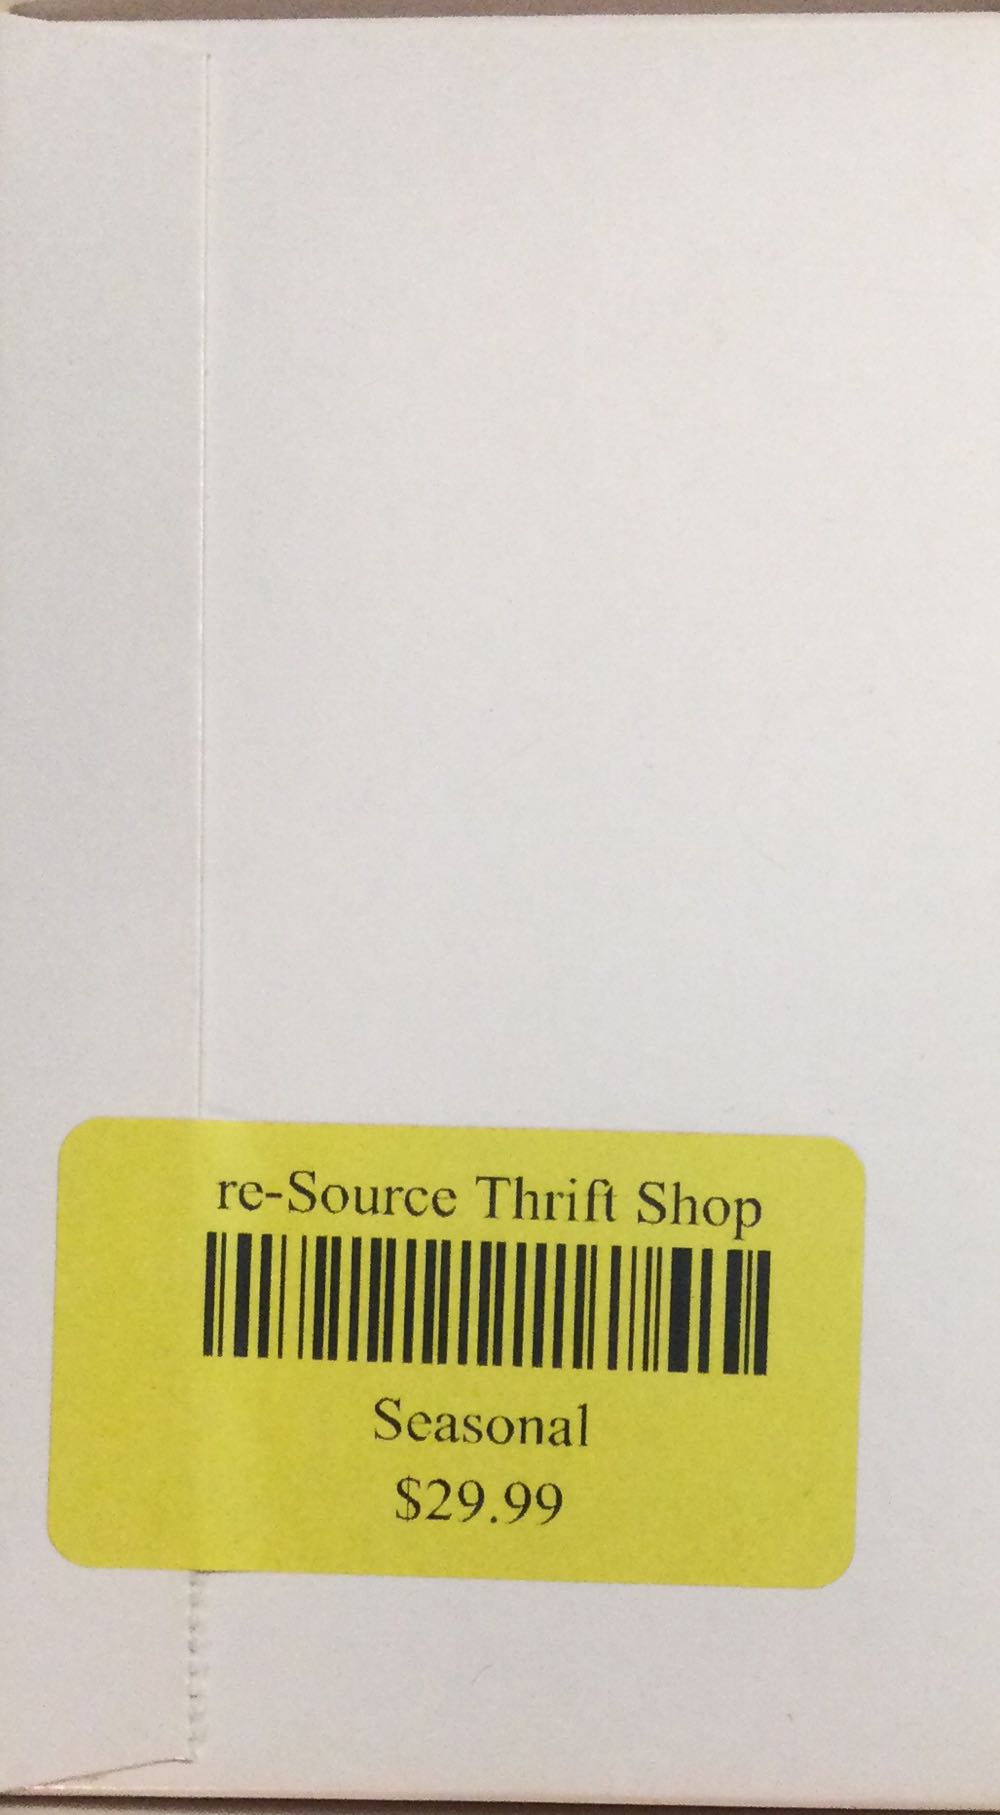 re-Source Thrift Shop
Seasonal
$29.99